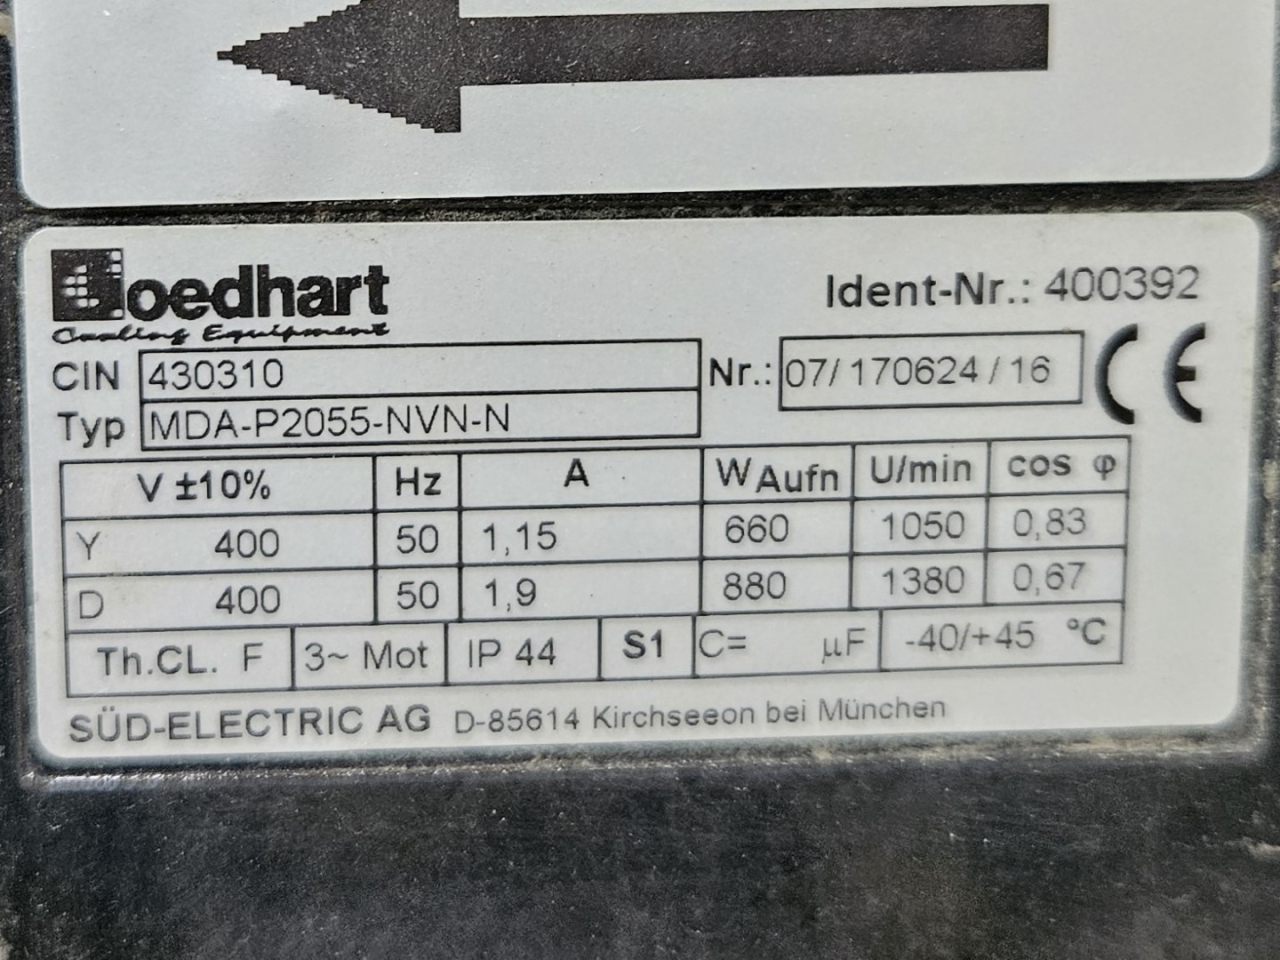 Goedhart
Cooling Equipment
Ident-Nr.: 400392
CIN 430310
Nr.: 07/170624/16
CE
Typ MDA-P2055-NVN-N
V ±10% Hz A W Aufn U/min cos φ
Y 400 50 1,15 660 1050 0,83
D 400 50 1,9 880 1380 0,67
Th.CL. F 3~ Mot IP 44 S1 C= µF -40/+45 °C
SÜD-ELECTRIC AG D-85614 Kirchseeon bei München